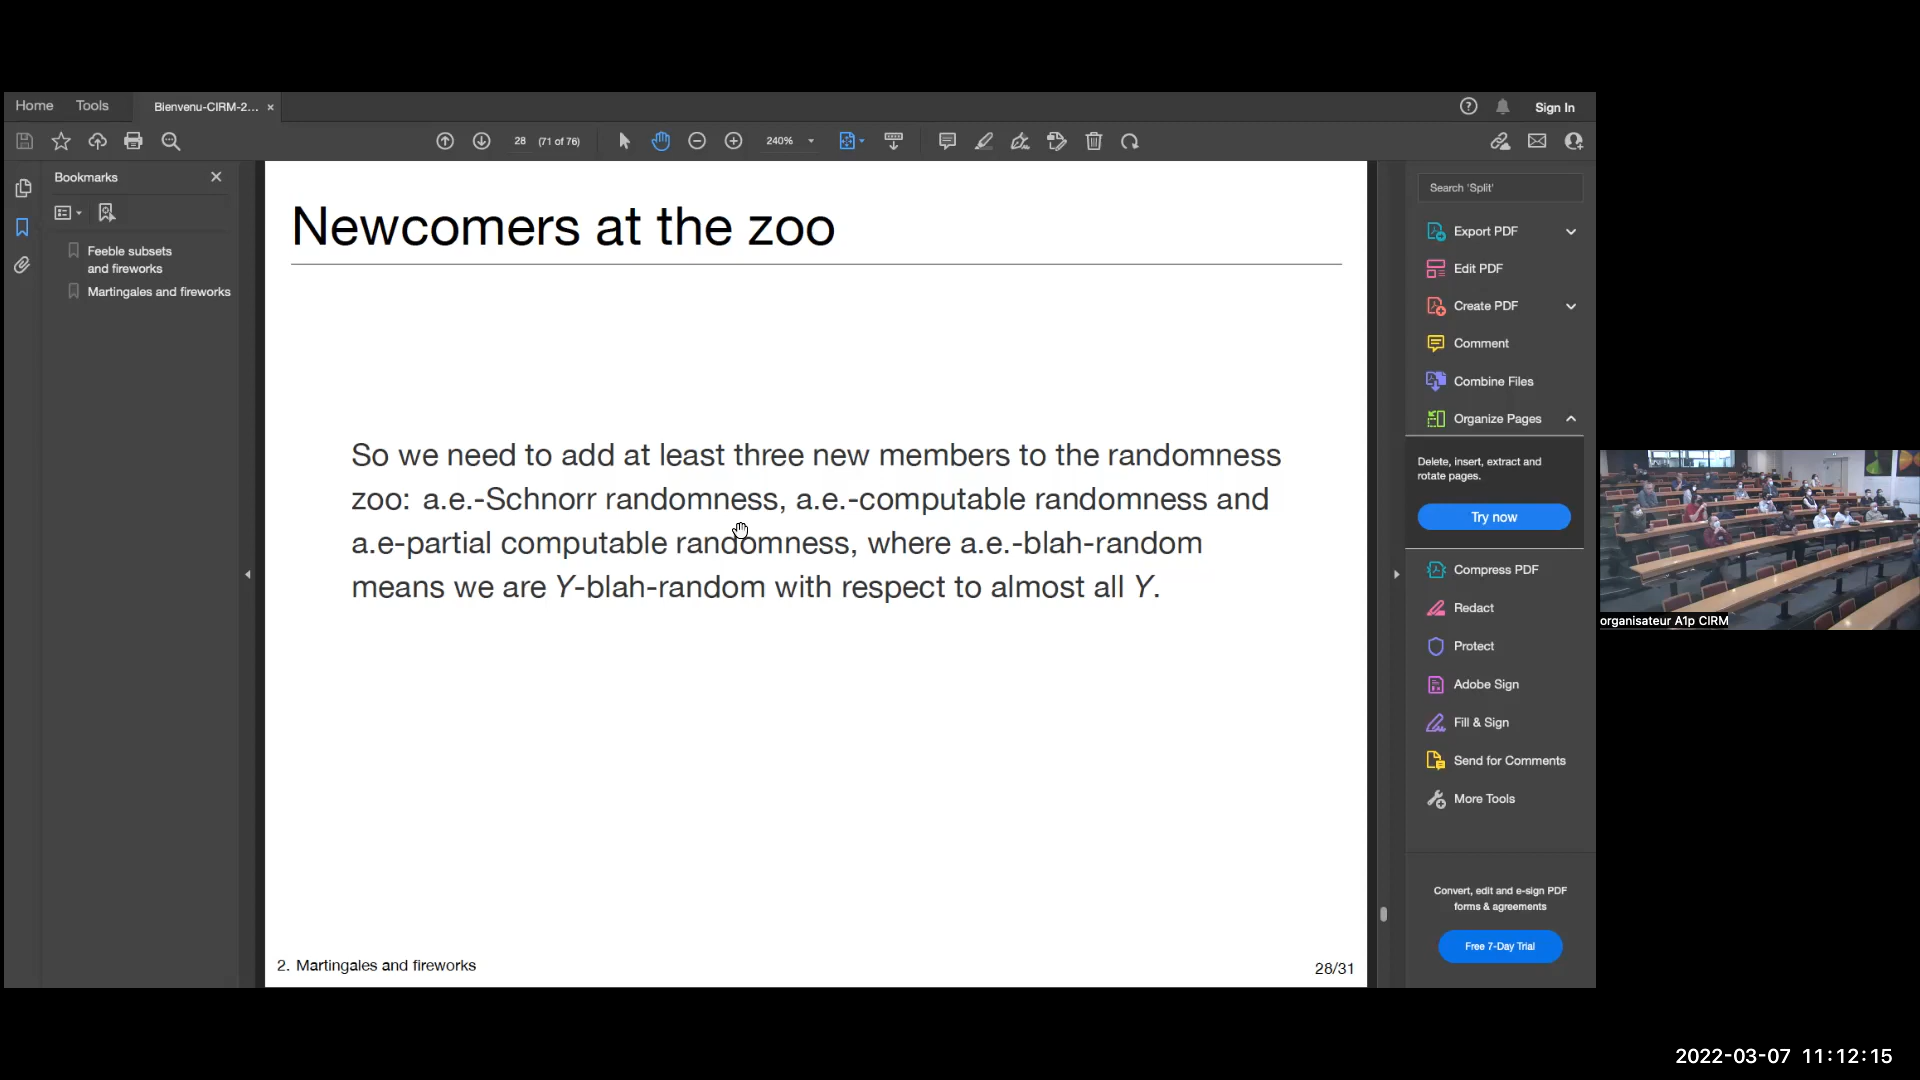 Home
Tools
Bienvenu-CIRM-2...
Sign In
28
(71 of 76)
240%
Bookmarks
Feeble subsets
and fireworks
Martingales and fireworks
Newcomers at the zoo
So we need to add at least three new members to the randomness
zoo: a.e.-Schnorr randomness, a.e.-computable randomness and
a.e-partial computable randomness, where a.e.-blah-random
means we are Y-blah-random with respect to almost all Y.
2. Martingales and fireworks
28/31
Search 'Split'
Export PDF
Edit PDF
Create PDF
Comment
Combine Files
Organize Pages
Delete, insert, extract and
rotate pages.
Try now
Compress PDF
Redact
Protect
Adobe Sign
Fill & Sign
Send for Comments
More Tools
Convert, edit and e-sign PDF
forms & agreements
Free 7-Day Trial
organisateur A1p CIRM
2022-03-07 11:12:15